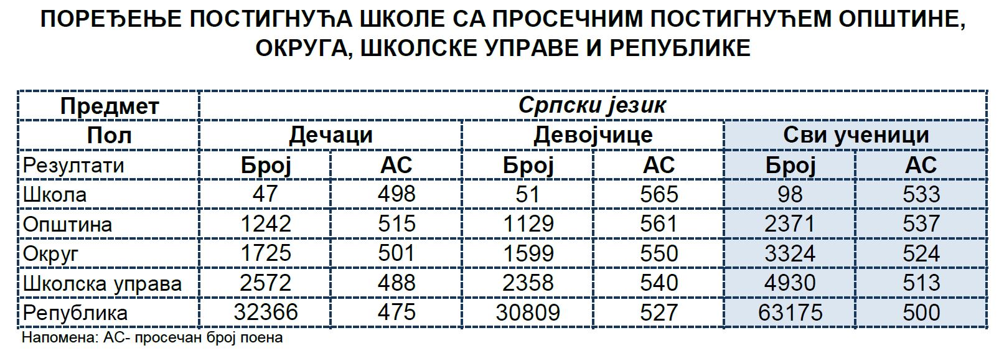 ПОРЕЂЕЊЕ ПОСТИГНУЋА ШКОЛЕ СА ПРОСЕЧНИМ ПОСТИГНУЋЕМ ОПШТИНЕ,
ОКРУГА, ШКОЛСКЕ УПРАВЕ И РЕПУБЛИКЕ
Предмет Српски језик
Пол Дечаци Девојчице Сви ученици
Резултати Број АС Број АС Број АС
Школа 47 498 51 565 98 533
Општина 1242 515 1129 561 2371 537
Округ 1725 501 1599 550 3324 524
Школска управа 2572 488 2358 540 4930 513
Република 32366 475 30809 527 63175 500
Напомена: АС- просечан број поена